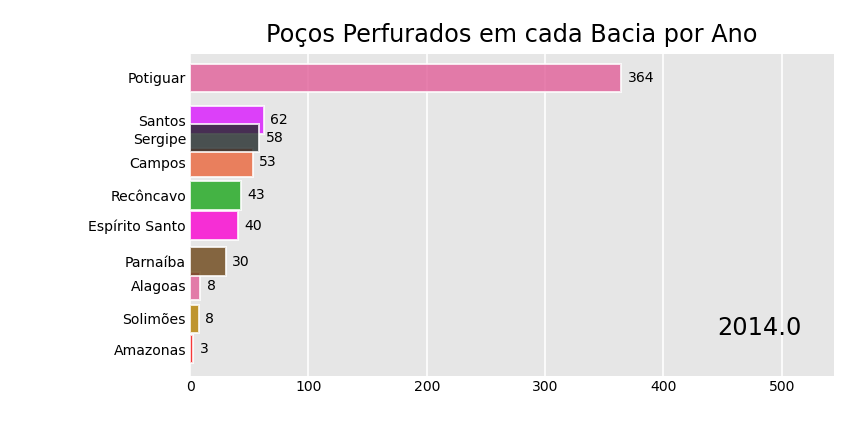 Poços Perfurados em cada Bacia por Ano
Potiguar 364
Santos 62
Sergipe 58
Campos 53
Recôncavo 43
Espírito Santo 40
Parnaíba 30
Alagoas 8
Solimões 8
2014.0
Amazonas 3
0 100 200 300 400 500